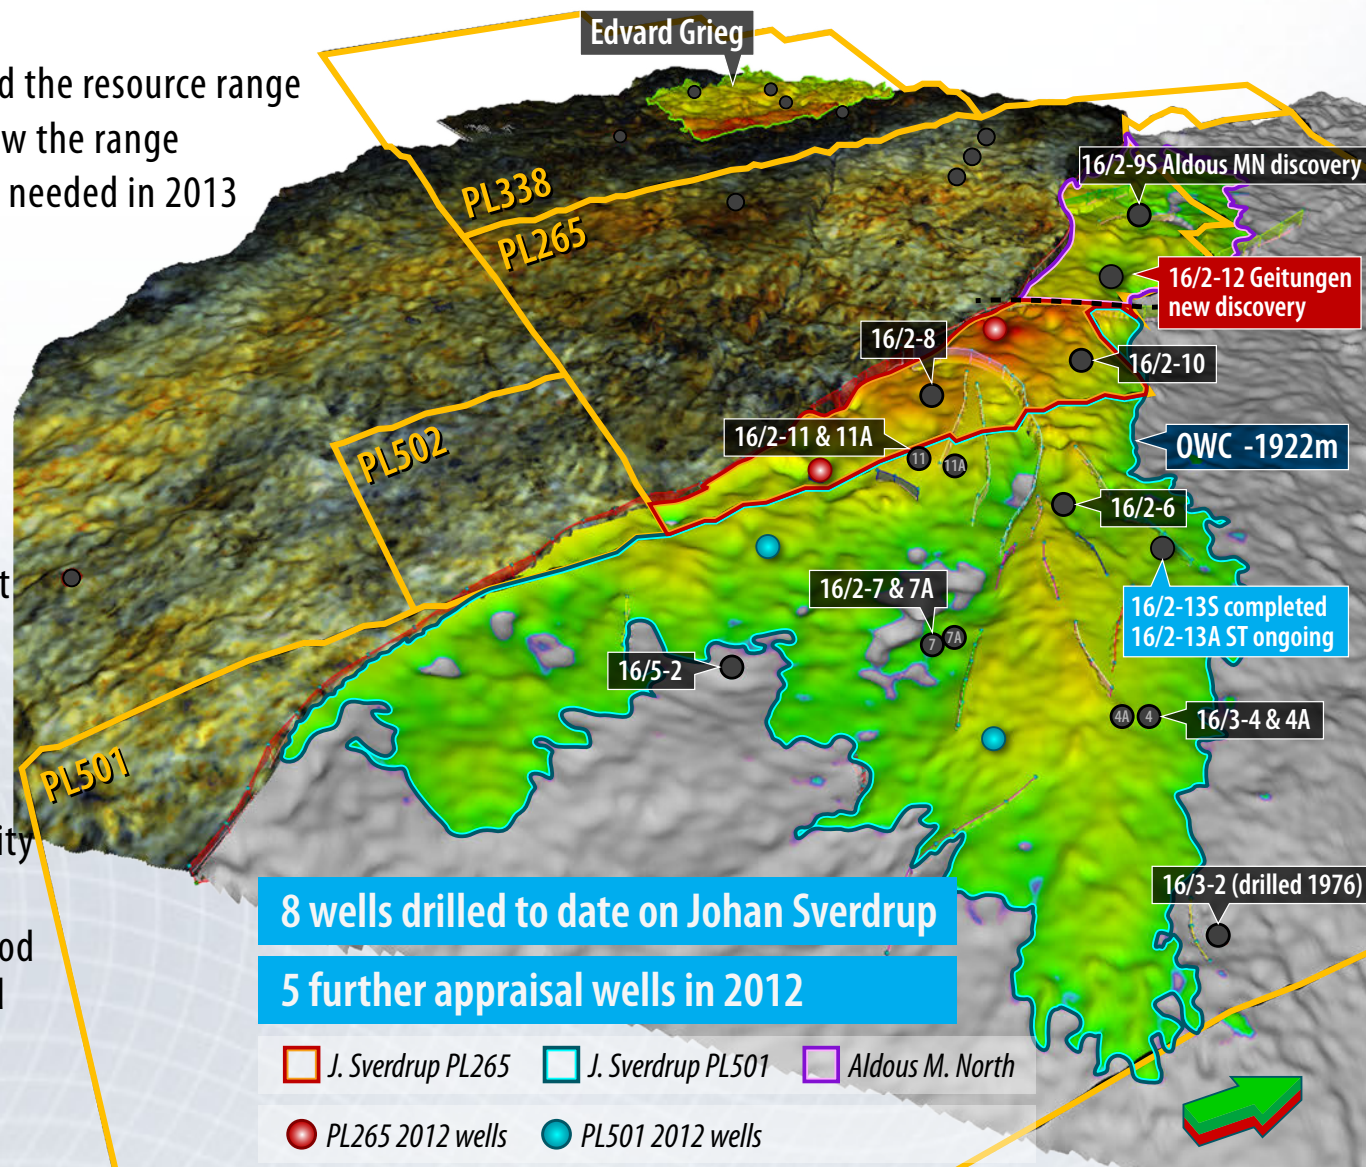 Edvard Grieg
d the resource range
w the range
needed in 2013
PL338
PL265
16/2-9S Aldous MN discovery
16/2-12 Geitungen
new discovery
16/2-8
16/2-10
16/2-11 & 11A
PL502
OWC -1922m
11
11A
16/2-6
t
16/2-7 & 7A
16/2-13S completed
16/2-13A ST ongoing
7
7A
16/5-2
4A
4
16/3-4 & 4A
PL501
ity
16/3-2 (drilled 1976)
8 wells drilled to date on Johan Sverdrup
od
5 further appraisal wells in 2012
l
J. Sverdrup PL265
J. Sverdrup PL501
Aldous M. North
PL265 2012 wells
PL501 2012 wells